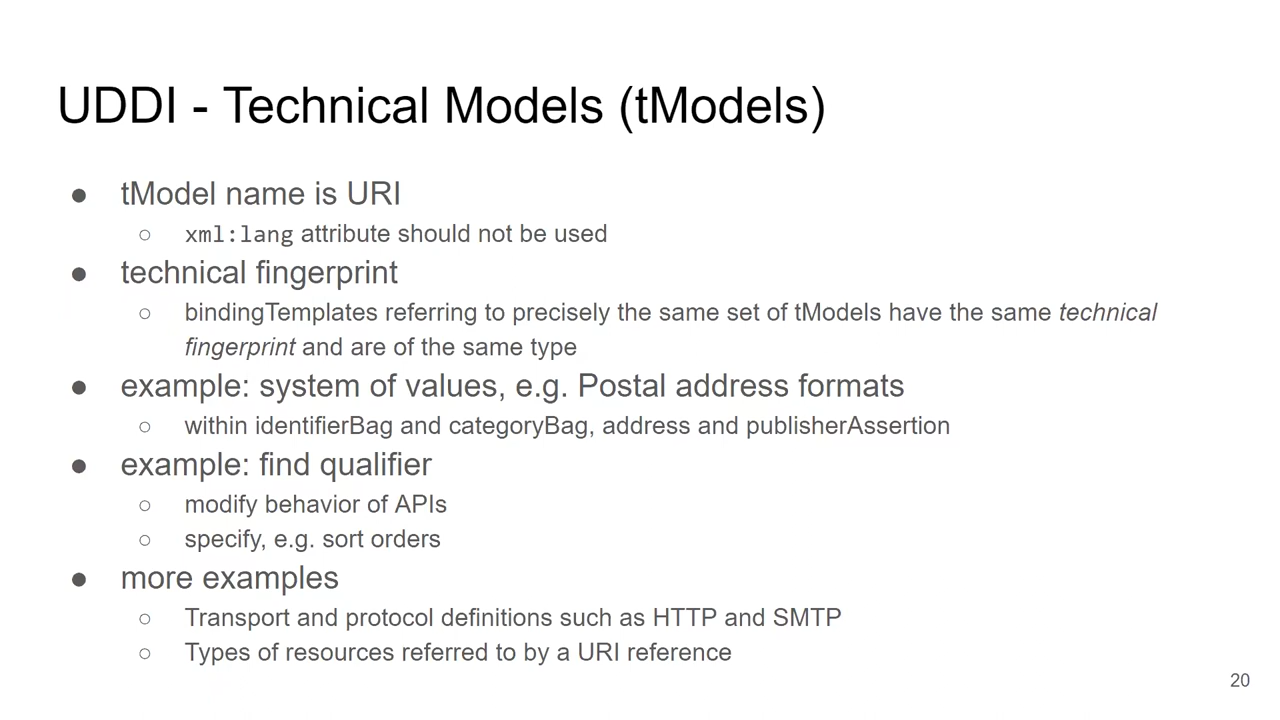 UDDI - Technical Models (tModels)
● tModel name is URI
○ xml:lang attribute should not be used
● technical fingerprint
○ bindingTemplates referring to precisely the same set of tModels have the same technical
fingerprint and are of the same type
● example: system of values, e.g. Postal address formats
○ within identifierBag and categoryBag, address and publisherAssertion
● example: find qualifier
○ modify behavior of APIs
○ specify, e.g. sort orders
● more examples
○ Transport and protocol definitions such as HTTP and SMTP
○ Types of resources referred to by a URI reference
20